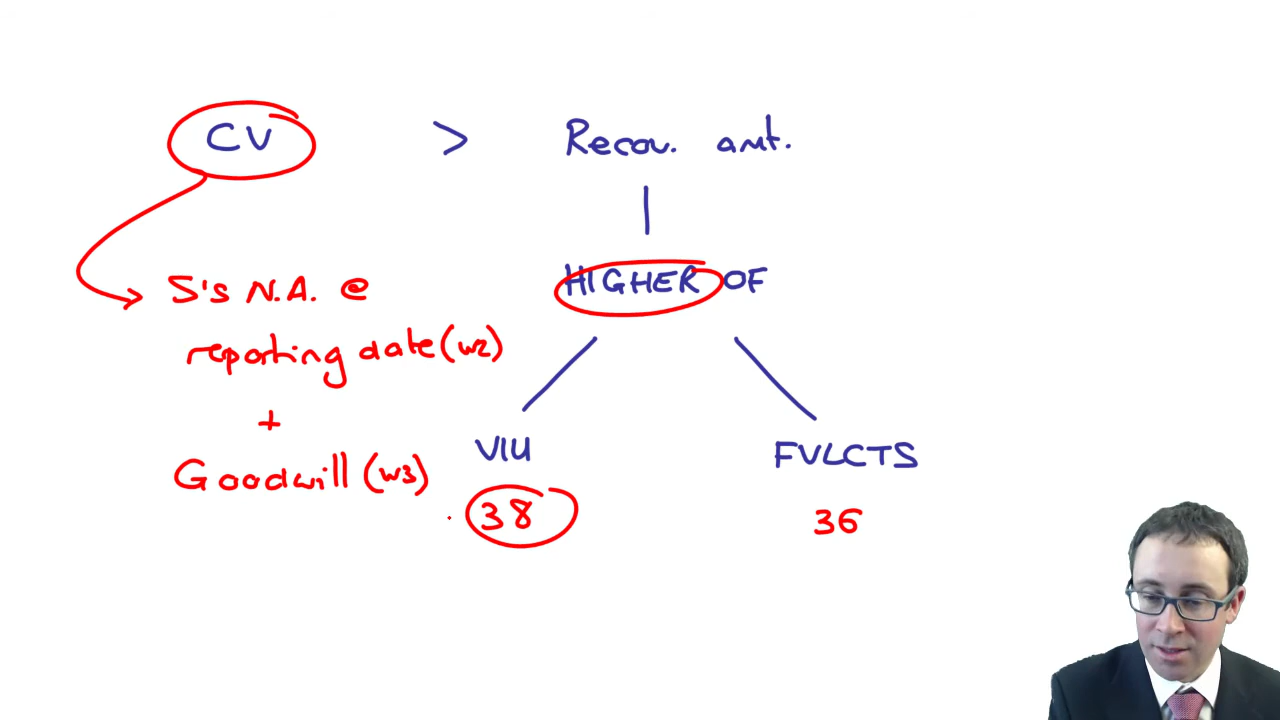 CV > Recov. amt.
HIGHER OF
S's N.A. @
reporting date (w2)
+
Goodwill (w3)
VIU FVLCTS
38 36